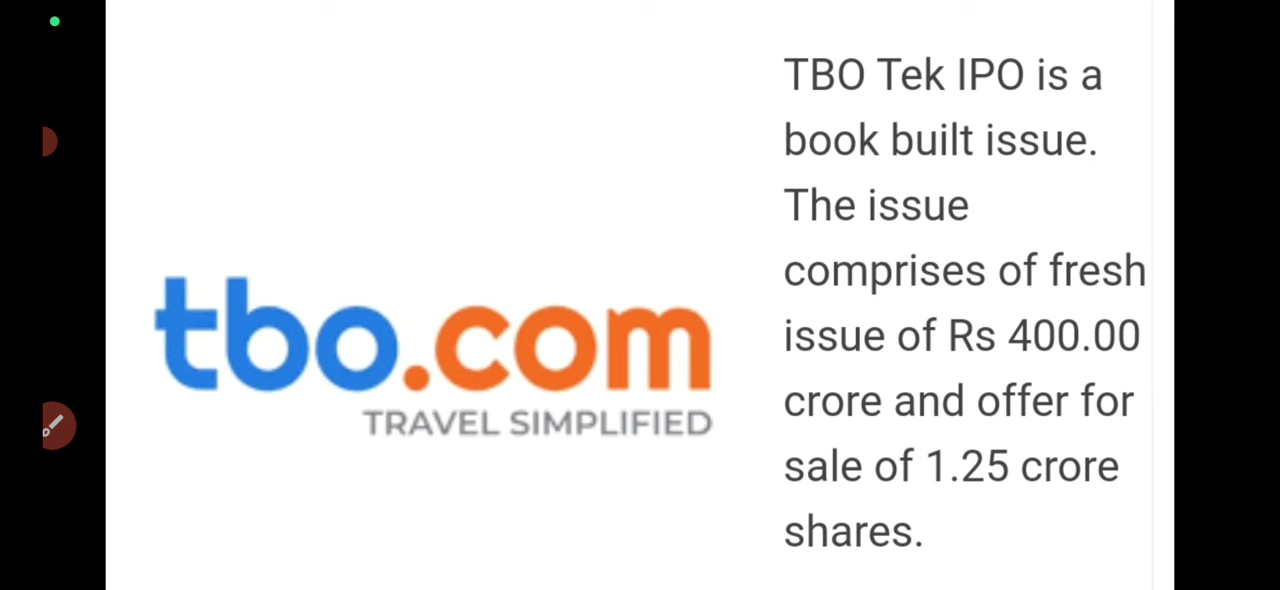 tbo.com
TRAVEL SIMPLIFIED
TBO Tek IPO is a
book built issue.
The issue
comprises of fresh
issue of Rs 400.00
crore and offer for
sale of 1.25 crore
shares.